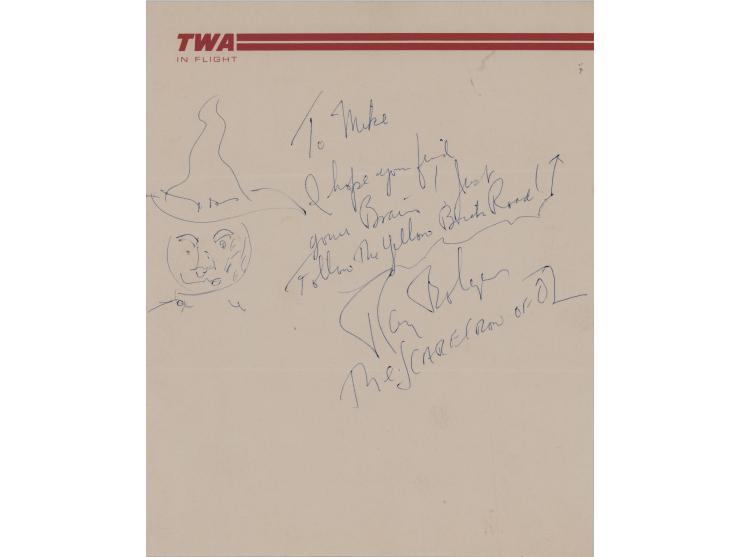 TWA
IN FLIGHT
To Mike
I hope you find
your Brain! Just
Follow The Yellow Brick Road!!
Ray Bolger
The SCARECROW OF OZ